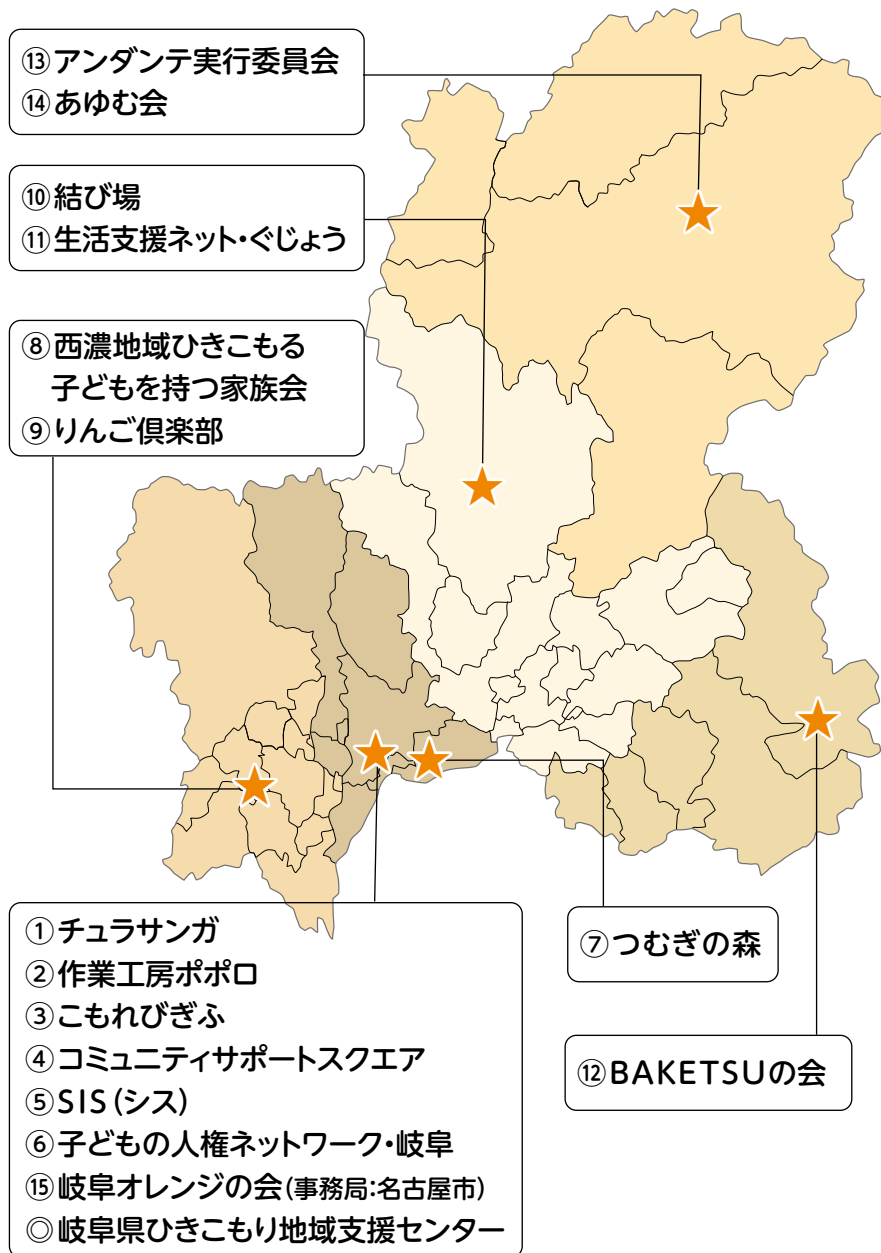 ⑬アンダンテ実行委員会
⑭あゆむ会
⑩結び場
⑪生活支援ネット・ぐじょう
⑧西濃地域ひきこもる
子どもを持つ家族会
⑨りんご倶楽部
①チュラサンガ
②作業工房ポポロ
③こもれびぎふ
④コミュニティサポートスクエア
⑤SIS(シス)
⑥子どもの人権ネットワーク・岐阜
⑮岐阜オレンジの会(事務局:名古屋市)
◎岐阜県ひきこもり地域支援センター
⑦つむぎの森
⑫BAKETSUの会